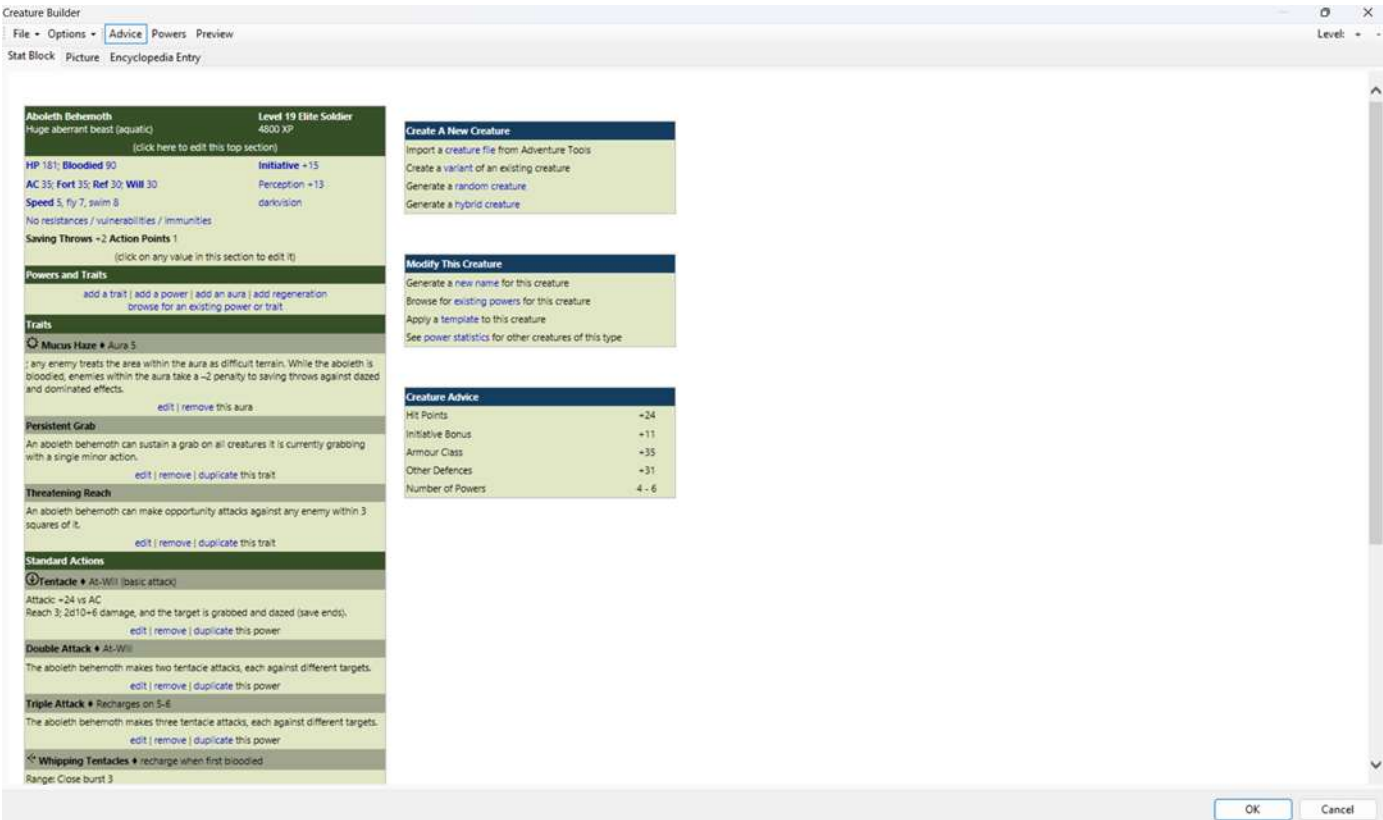 Creature Builder
File Options Advice Powers Preview Level: + -
Stat Block Picture Encyclopedia Entry
Aboleth Behemoth Level 19 Elite Soldier
Huge aberrant beast (aquatic) 4800 XP
(click here to edit this top section)
HP 181; Bloodied 90 Initiative +15
AC 35; Fort 35; Ref 30; Will 30 Perception +13
Speed 5, fly 7, swim 8 darkvision
No resistances / vulnerabilities / immunities
Saving Throws +2 Action Points 1
(click on any value in this section to edit it)
Powers and Traits
add a trait | add a power | add an aura | add regeneration
browse for an existing power or trait
Traits
Mucus Haze ♦ Aura 5
: any enemy treats the area within the aura as difficult terrain. While the aboleth is
bloodied, enemies within the aura take a –2 penalty to saving throws against dazed
and dominated effects.
edit | remove this aura
Persistent Grab
An aboleth behemoth can sustain a grab on all creatures it is currently grabbing
with a single minor action.
edit | remove | duplicate this trait
Threatening Reach
An aboleth behemoth can make opportunity attacks against any enemy within 3
squares of it.
edit | remove | duplicate this trait
Standard Actions
Tentacle ♦ At-Will (basic attack)
Attack: +24 vs AC
Reach 3; 2d10+6 damage, and the target is grabbed and dazed (save ends).
edit | remove | duplicate this power
Double Attack ♦ At-Will
The aboleth behemoth makes two tentacle attacks, each against different targets.
edit | remove | duplicate this power
Triple Attack ♦ Recharges on 5-6
The aboleth behemoth makes three tentacle attacks, each against different targets.
edit | remove | duplicate this power
Whipping Tentacles ♦ recharge when first bloodied
Range: Close burst 3
Create A New Creature
Import a creature file from Adventure Tools
Create a variant of an existing creature
Generate a random creature
Generate a hybrid creature
Modify This Creature
Generate a new name for this creature
Browse for existing powers for this creature
Apply a template to this creature
See power statistics for other creatures of this type
Creature Advice
Hit Points +24
Initiative Bonus +11
Armour Class +35
Other Defences +31
Number of Powers 4 - 6
OK Cancel